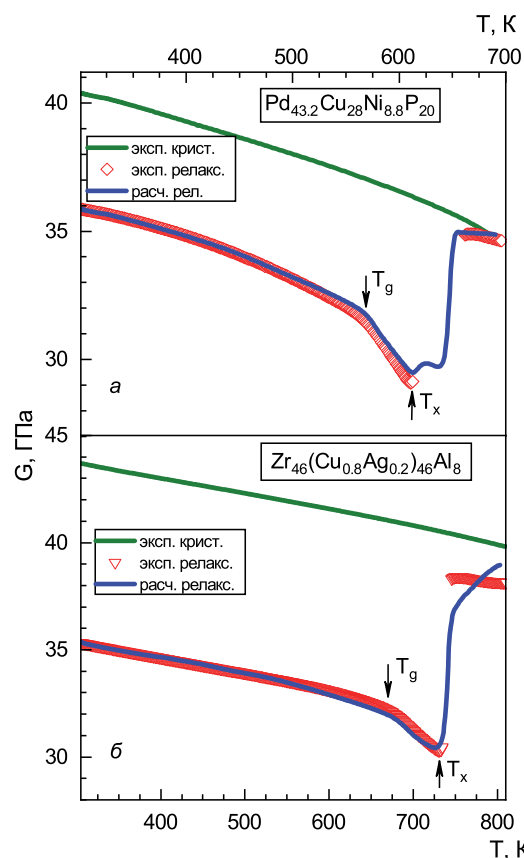 T, К
400 500 600 700
Pd43.2Cu28Ni8.8P20
40
эксп. крист.
эксп. релакс.
расч. рел.
35
Tg
30
а
Tx
G, ГПа
45
Zr46(Cu0.8Ag0.2)46Al8
40
эксп. крист.
эксп. релакс.
расч. релакс.
35
Tg
30
б
Tx
400 500 600 700 800
T, К